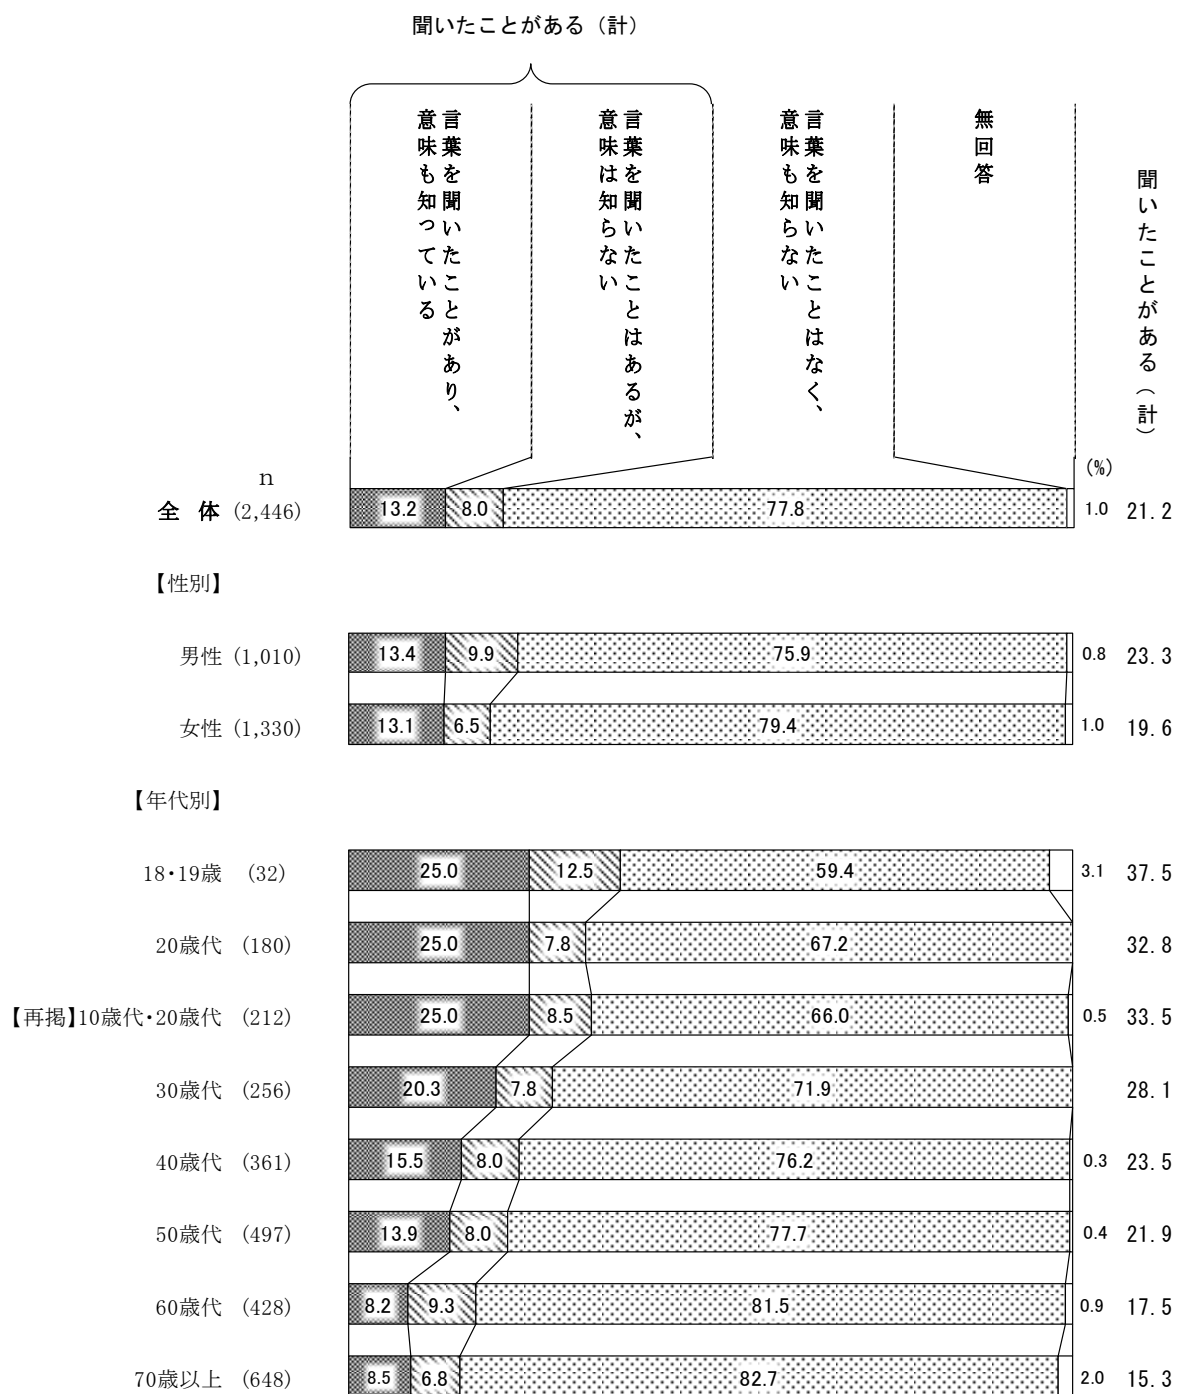 聞いたことがある（計）
言葉を聞いたことがあり、
意味も知っている
言葉を聞いたことはあるが、
意味は知らない
言葉を聞いたことはなく、
意味も知らない
無回答
聞いたことがある（計）
(%)
n
全 体 (2,446) 13.2 8.0 77.8 1.0 21.2
【性別】
男性 (1,010) 13.4 9.9 75.9 0.8 23.3
女性 (1,330) 13.1 6.5 79.4 1.0 19.6
【年代別】
18・19歳 (32) 25.0 12.5 59.4 3.1 37.5
20歳代 (180) 25.0 7.8 67.2 32.8
【再掲】10歳代・20歳代 (212) 25.0 8.5 66.0 0.5 33.5
30歳代 (256) 20.3 7.8 71.9 28.1
40歳代 (361) 15.5 8.0 76.2 0.3 23.5
50歳代 (497) 13.9 8.0 77.7 0.4 21.9
60歳代 (428) 8.2 9.3 81.5 0.9 17.5
70歳以上 (648) 8.5 6.8 82.7 2.0 15.3